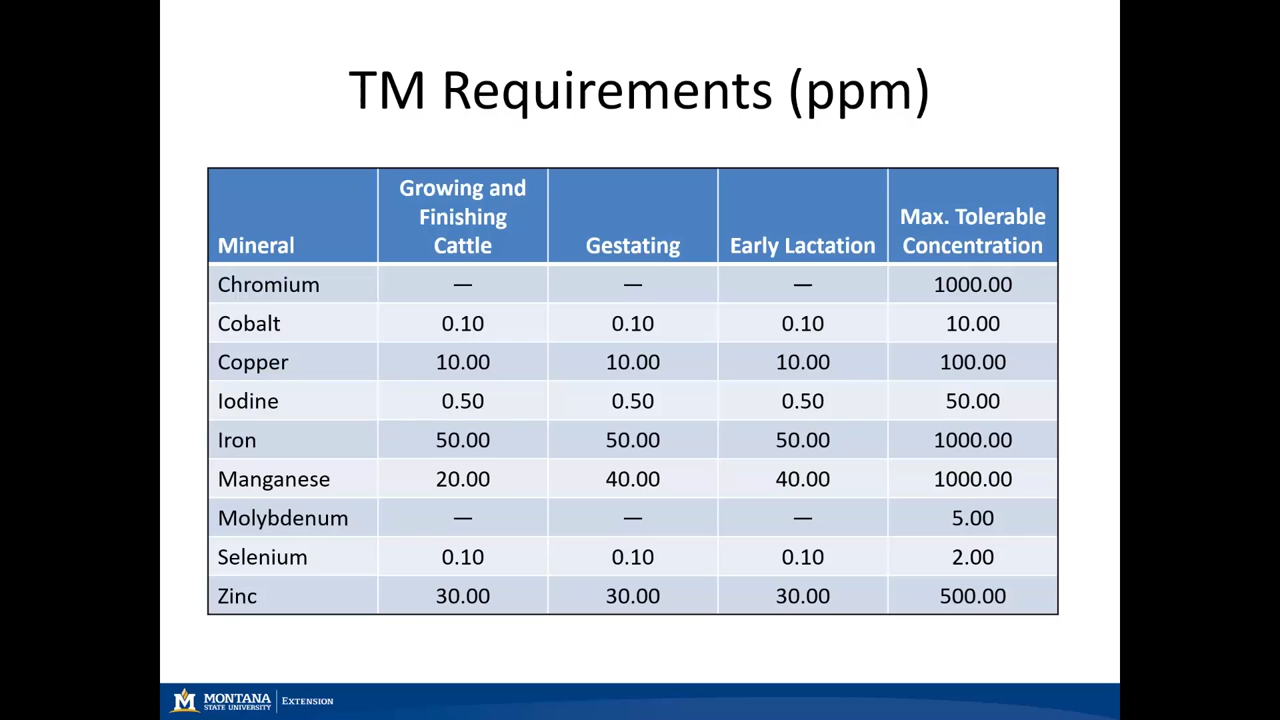 TM Requirements (ppm)
Mineral Growing and Finishing Cattle Gestating Early Lactation Max. Tolerable Concentration
Chromium — — — 1000.00
Cobalt 0.10 0.10 0.10 10.00
Copper 10.00 10.00 10.00 100.00
Iodine 0.50 0.50 0.50 50.00
Iron 50.00 50.00 50.00 1000.00
Manganese 20.00 40.00 40.00 1000.00
Molybdenum — — — 5.00
Selenium 0.10 0.10 0.10 2.00
Zinc 30.00 30.00 30.00 500.00
M MONTANA STATE UNIVERSITY EXTENSION